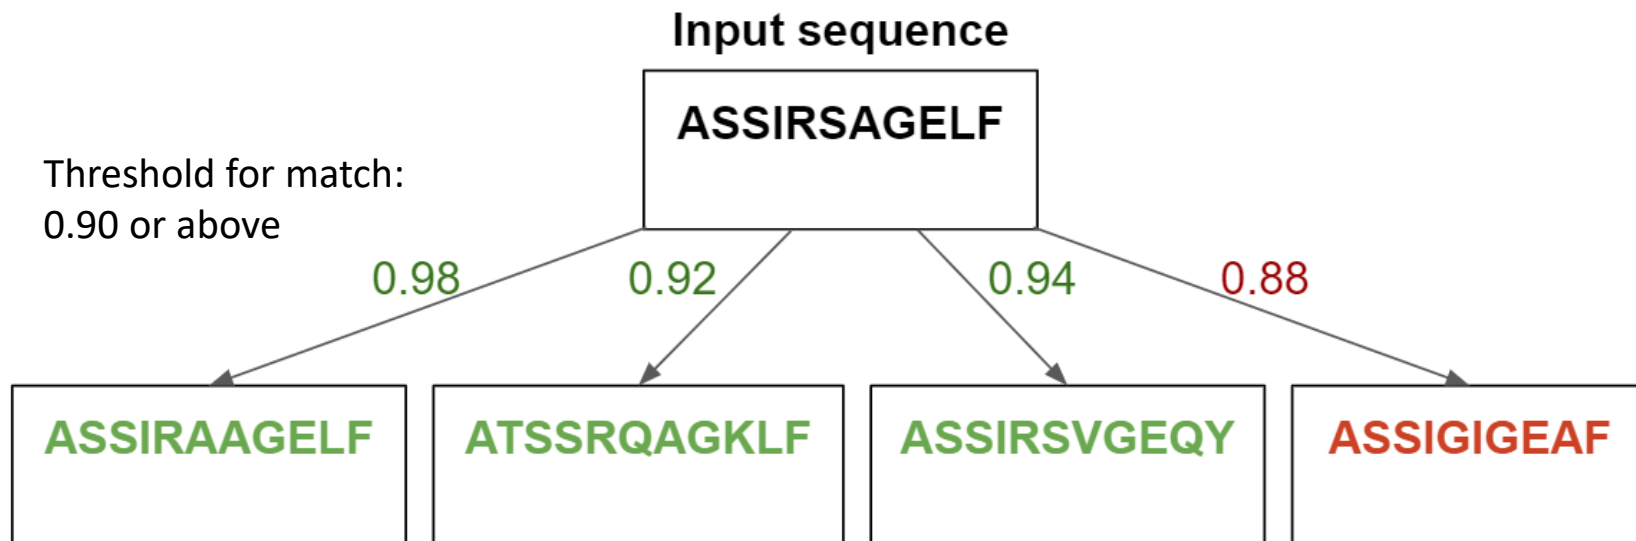 Input sequence
ASSIRSAGELF
Threshold for match:
0.90 or above
0.98
0.92
0.94
0.88
ASSIRAAGELF
ATSSRQAGKLF
ASSIRSVGEQY
ASSIGIGEAF